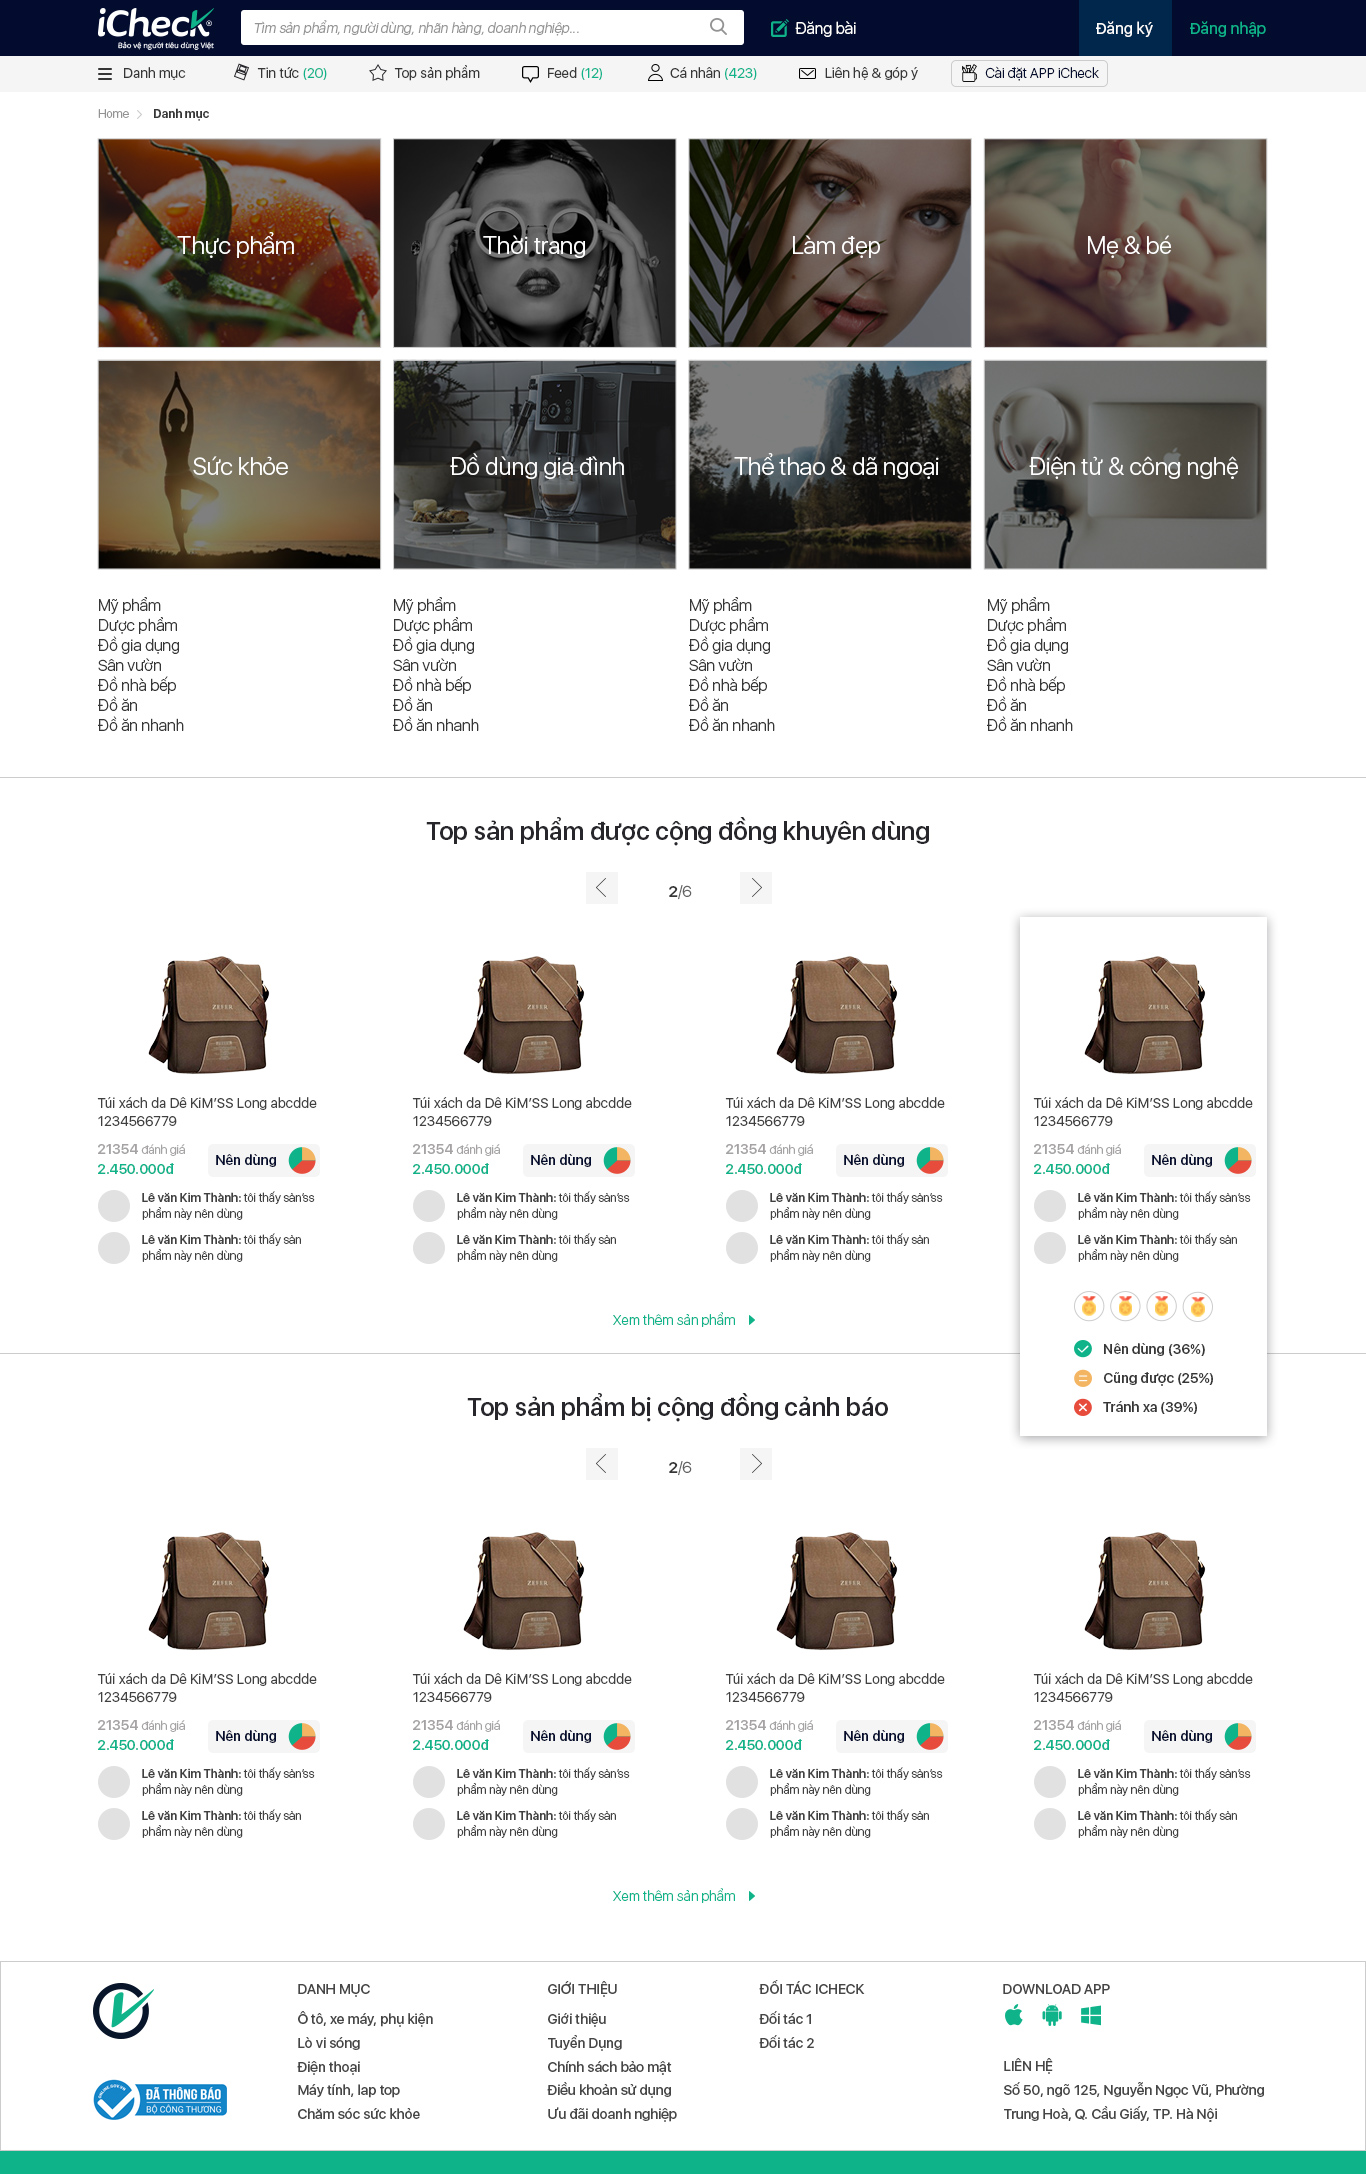 iCheck
Bảo vệ người tiêu dùng Việt
Tìm sản phẩm, người dùng, nhãn hàng, doanh nghiệp...
Đăng bài
Đăng ký
Đăng nhập
Danh mục
Tin tức (20)
Top sản phẩm
Feed (12)
Cá nhân (423)
Liên hệ & góp ý
Cài đặt APP iCheck
Home
Danh mục
Thực phẩm
Thời trang
Làm đẹp
Mẹ & bé
Sức khỏe
Đồ dùng gia đình
Thể thao & dã ngoại
Điện tử & công nghệ
Mỹ phẩm
Dược phẩm
Đồ gia dụng
Sân vườn
Đồ nhà bếp
Đồ ăn
Đồ ăn nhanh
Mỹ phẩm
Dược phẩm
Đồ gia dụng
Sân vườn
Đồ nhà bếp
Đồ ăn
Đồ ăn nhanh
Mỹ phẩm
Dược phẩm
Đồ gia dụng
Sân vườn
Đồ nhà bếp
Đồ ăn
Đồ ăn nhanh
Mỹ phẩm
Dược phẩm
Đồ gia dụng
Sân vườn
Đồ nhà bếp
Đồ ăn
Đồ ăn nhanh
Top sản phẩm được cộng đồng khuyên dùng
2/6
ZEFER
Túi xách da Dê KiM'SS Long abcdde
1234566779
21354 đánh giá
2.450.000đ
Nên dùng
Lê văn Kim Thành: tôi thấy sản'ss
phẩm này nên dùng
Lê văn Kim Thành: tôi thấy sản
phẩm này nên dùng
ZEFER
Túi xách da Dê KiM'SS Long abcdde
1234566779
21354 đánh giá
2.450.000đ
Nên dùng
Lê văn Kim Thành: tôi thấy sản'ss
phẩm này nên dùng
Lê văn Kim Thành: tôi thấy sản
phẩm này nên dùng
ZEFER
Túi xách da Dê KiM'SS Long abcdde
1234566779
21354 đánh giá
2.450.000đ
Nên dùng
Lê văn Kim Thành: tôi thấy sản'ss
phẩm này nên dùng
Lê văn Kim Thành: tôi thấy sản
phẩm này nên dùng
ZEFER
Túi xách da Dê KiM'SS Long abcdde
1234566779
21354 đánh giá
2.450.000đ
Nên dùng
Lê văn Kim Thành: tôi thấy sản'ss
phẩm này nên dùng
Lê văn Kim Thành: tôi thấy sản
phẩm này nên dùng
Nên dùng (36%)
Cũng được (25%)
Tránh xa (39%)
Xem thêm sản phẩm
Top sản phẩm bị cộng đồng cảnh báo
2/6
ZEFER
Túi xách da Dê KiM'SS Long abcdde
1234566779
21354 đánh giá
2.450.000đ
Nên dùng
Lê văn Kim Thành: tôi thấy sản'ss
phẩm này nên dùng
Lê văn Kim Thành: tôi thấy sản
phẩm này nên dùng
ZEFER
Túi xách da Dê KiM'SS Long abcdde
1234566779
21354 đánh giá
2.450.000đ
Nên dùng
Lê văn Kim Thành: tôi thấy sản'ss
phẩm này nên dùng
Lê văn Kim Thành: tôi thấy sản
phẩm này nên dùng
ZEFER
Túi xách da Dê KiM'SS Long abcdde
1234566779
21354 đánh giá
2.450.000đ
Nên dùng
Lê văn Kim Thành: tôi thấy sản'ss
phẩm này nên dùng
Lê văn Kim Thành: tôi thấy sản
phẩm này nên dùng
ZEFER
Túi xách da Dê KiM'SS Long abcdde
1234566779
21354 đánh giá
2.450.000đ
Nên dùng
Lê văn Kim Thành: tôi thấy sản'ss
phẩm này nên dùng
Lê văn Kim Thành: tôi thấy sản
phẩm này nên dùng
Xem thêm sản phẩm
ONLINE.GOV.VN
ĐÃ THÔNG BÁO
BỘ CÔNG THƯƠNG
DANH MỤC
Ô tô, xe máy, phụ kiện
Lò vi sóng
Điện thoại
Máy tính, lap top
Chăm sóc sức khỏe
GIỚI THIỆU
Giới thiệu
Tuyển Dụng
Chính sách bảo mật
Điều khoản sử dụng
Ưu đãi doanh nghiệp
ĐỐI TÁC ICHECK
Đối tác 1
Đối tác 2
DOWNLOAD APP
LIÊN HỆ
Số 50, ngõ 125, Nguyễn Ngọc Vũ, Phường
Trung Hoà, Q. Cầu Giấy, TP. Hà Nội